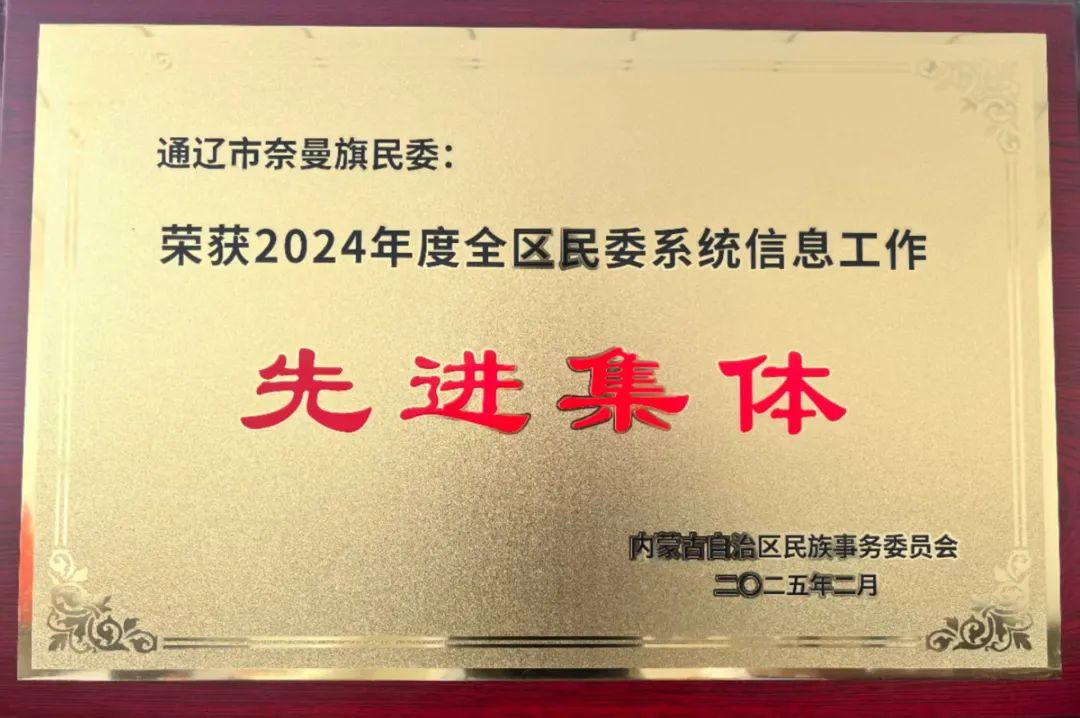 通辽市奈曼旗民委：
荣获2024年度全区民委系统信息工作
先进集体
内蒙古自治区民族事务委员会
二〇二五年二月